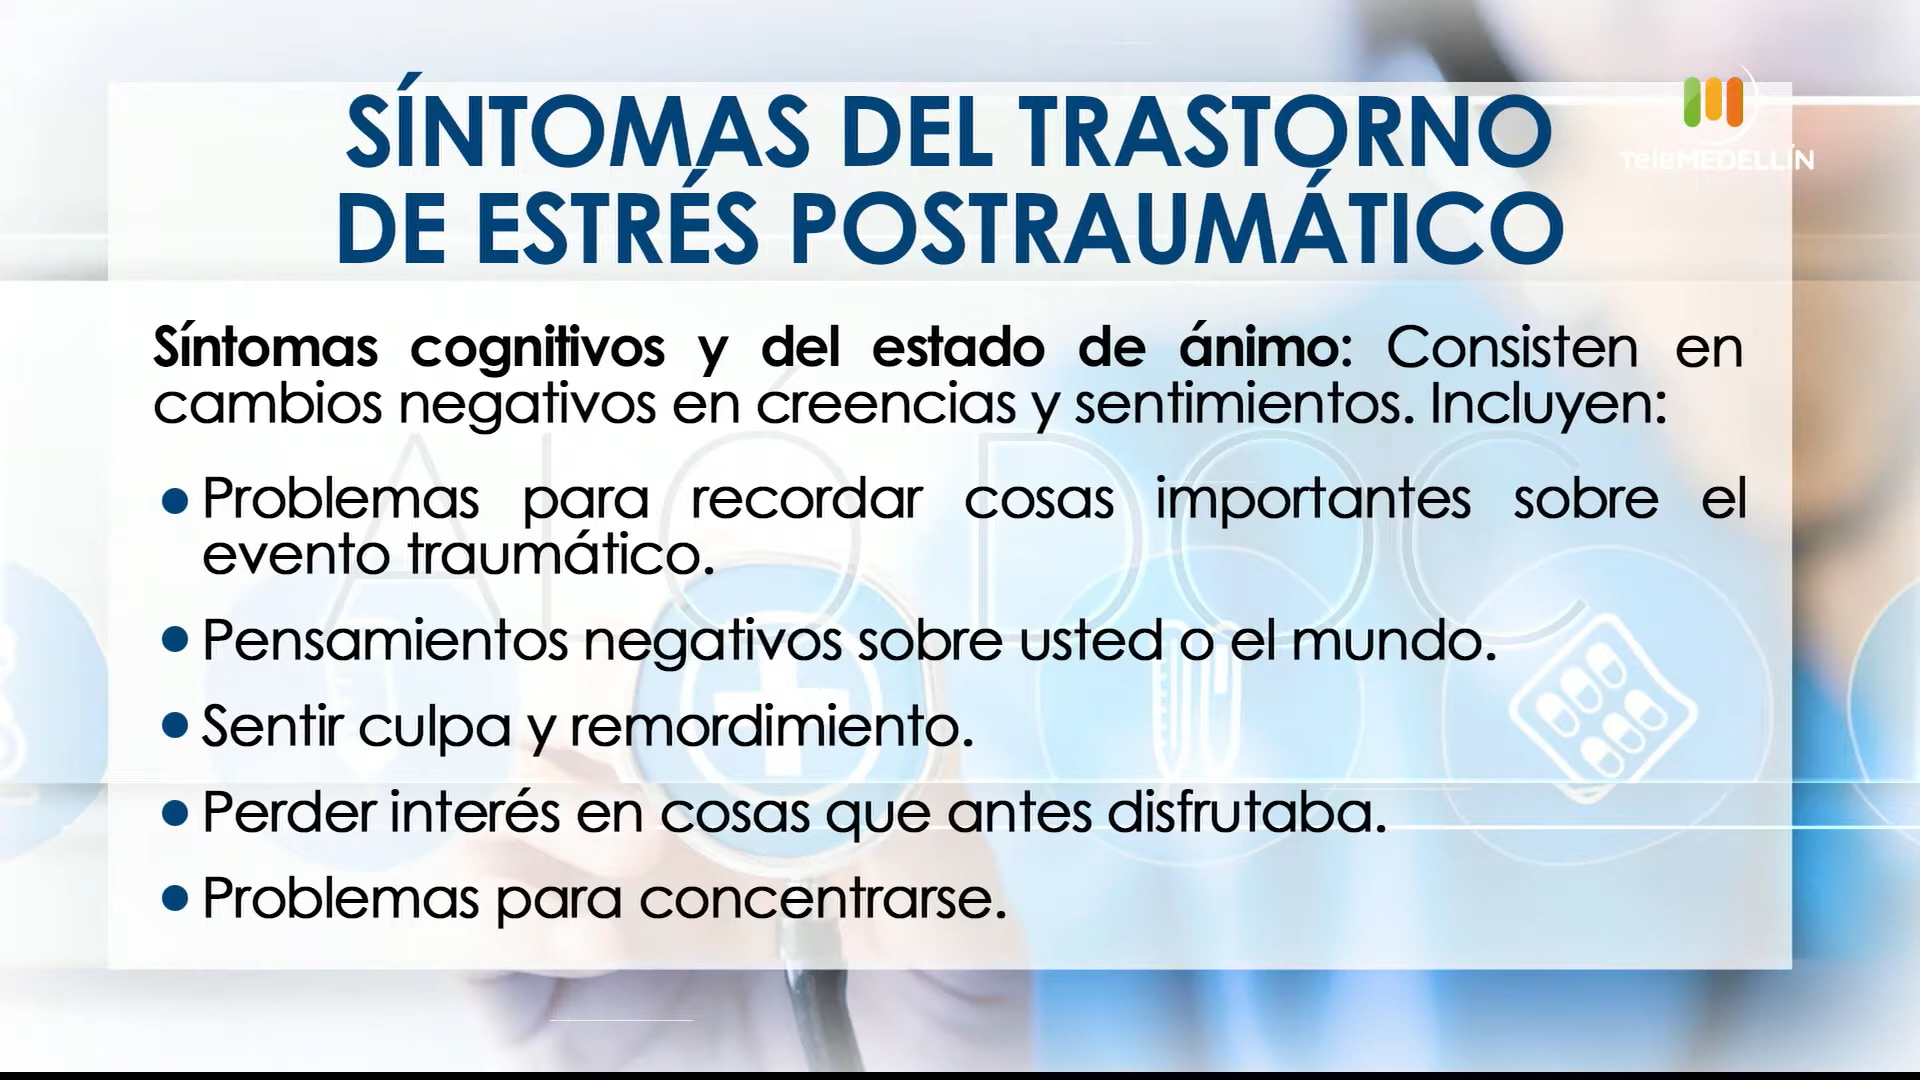 SÍNTOMAS DEL TRASTORNO
DE ESTRÉS POSTRAUMÁTICO
TeleMEDELLÍN
Síntomas cognitivos y del estado de ánimo: Consisten en
cambios negativos en creencias y sentimientos. Incluyen:
ALÓ DOC
● Problemas para recordar cosas importantes sobre el
evento traumático.
● Pensamientos negativos sobre usted o el mundo.
● Sentir culpa y remordimiento.
● Perder interés en cosas que antes disfrutaba.
● Problemas para concentrarse.